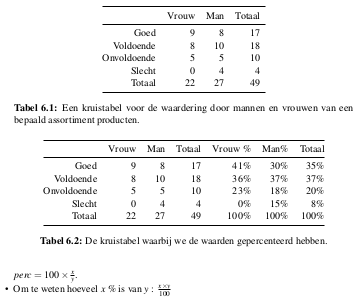 Vrouw Man Totaal
Goed 9 8 17
Voldoende 8 10 18
Onvoldoende 5 5 10
Slecht 0 4 4
Totaal 22 27 49
Tabel 6.1: Een kruistabel voor de waardering door mannen en vrouwen van een
bepaald assortiment producten.
Vrouw Man Totaal Vrouw % Man% Totaal
Goed 9 8 17 41% 30% 35%
Voldoende 8 10 18 36% 37% 37%
Onvoldoende 5 5 10 23% 18% 20%
Slecht 0 4 4 0% 15% 8%
Totaal 22 27 49 100% 100% 100%
Tabel 6.2: De kruistabel waarbij we de waarden gepercenteerd hebben.
perc = 100 × x/y.
• Om te weten hoeveel x % is van y : x×y/100